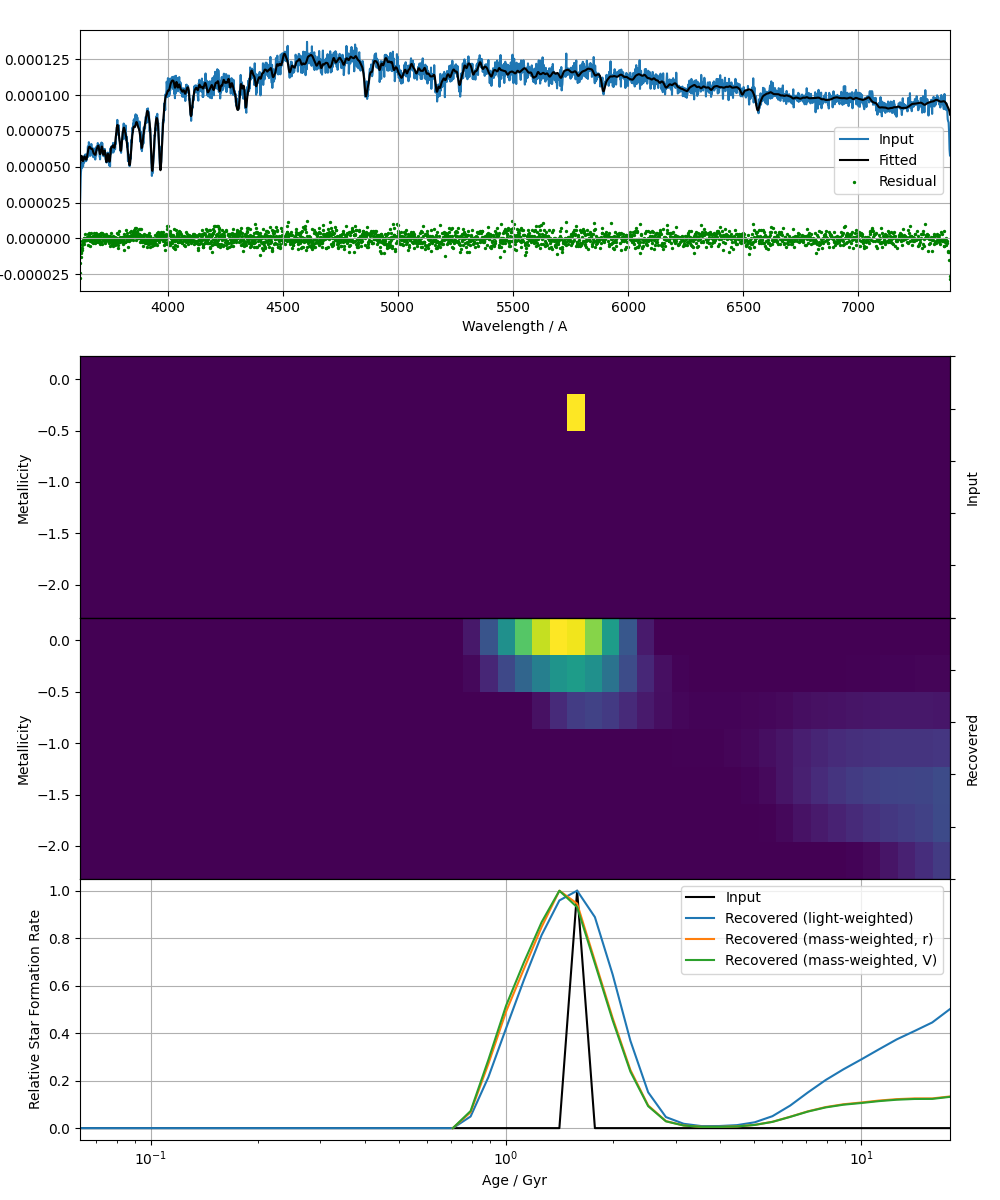 0.000125
0.000100
0.000075
0.000050
0.000025
0.000000
-0.000025
Input
Fitted
Residual
4000 4500 5000 5500 6000 6500 7000
Wavelength / A
0.0
−0.5
−1.0
−1.5
−2.0
Metallicity
Input
0.0
−0.5
−1.0
−1.5
−2.0
Metallicity
Recovered
1.0
0.8
0.6
0.4
0.2
0.0
Relative Star Formation Rate
Input
Recovered (light-weighted)
Recovered (mass-weighted, r)
Recovered (mass-weighted, V)
10⁻¹ 10⁰ 10¹
Age / Gyr